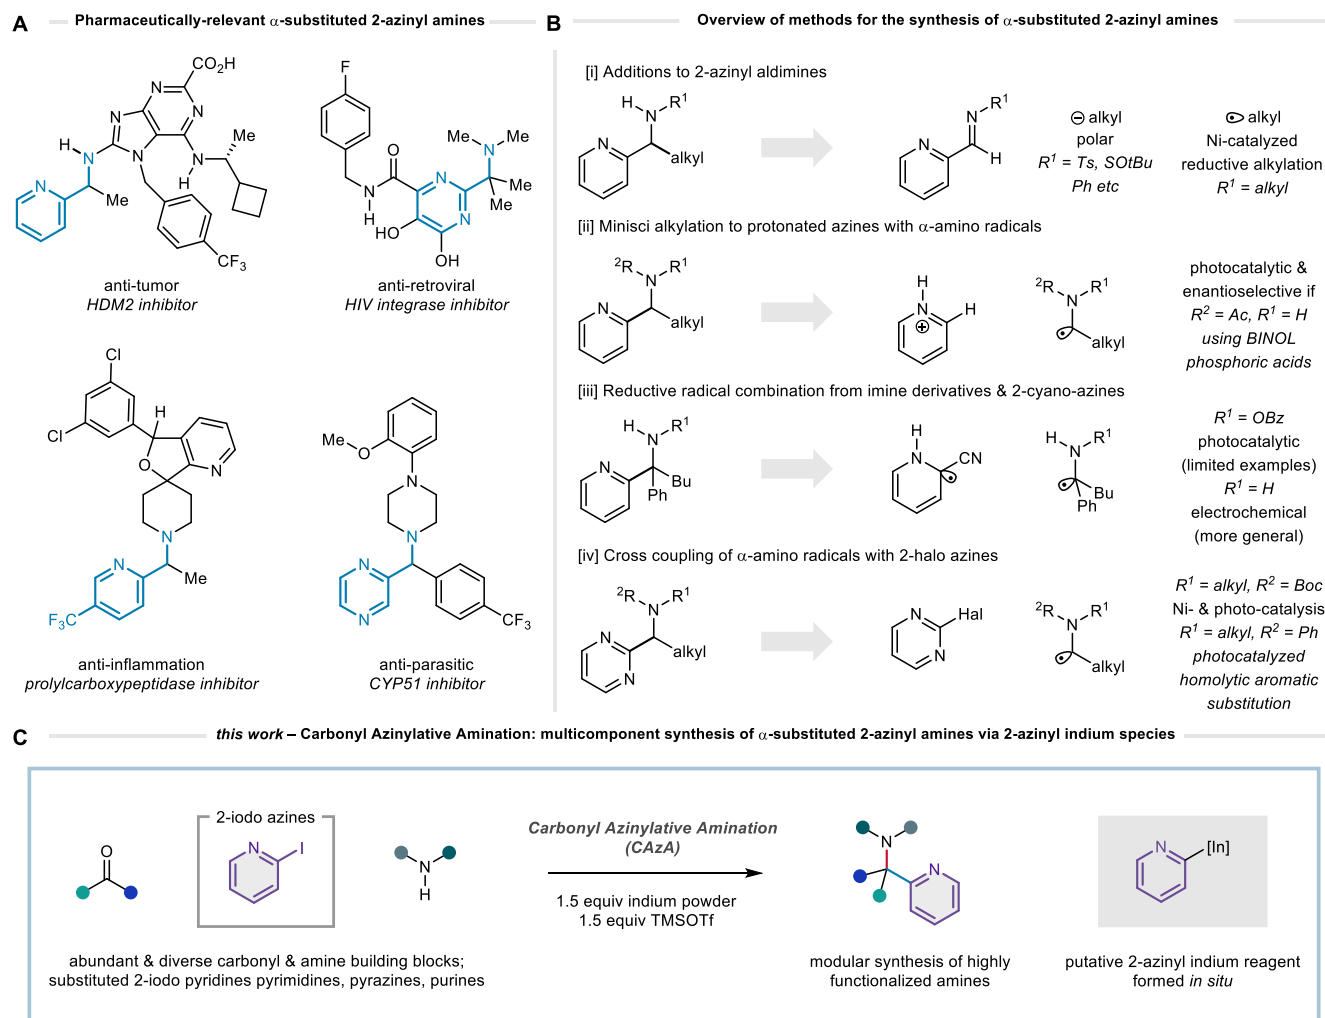 A
Pharmaceutically-relevant α-substituted 2-azinyl amines
CO₂H
N
N
N
N
N
H
N
N
H
Me
N
Me
CF₃
anti-tumor
HDM2 inhibitor
F
O
N
H
N
N
HO
OH
Me
Me
N
Me
Me
anti-retroviral
HIV integrase inhibitor
Cl
Cl
H
O
N
N
N
Me
F₃C
anti-inflammation
prolylcarboxypeptidase inhibitor
MeO
N
N
N
N
CF₃
anti-parasitic
CYP51 inhibitor
B
Overview of methods for the synthesis of α-substituted 2-azinyl amines
[i] Additions to 2-azinyl aldimines
H
N
R¹
N
alkyl
N
R¹
N
H
⊖ alkyl
polar
R¹ = Ts, SOtBu
Ph etc
alkyl
Ni-catalyzed
reductive alkylation
R¹ = alkyl
[ii] Minisci alkylation to protonated azines with α-amino radicals
²R
N
R¹
N
alkyl
H
N
H
⊕
²R
N
R¹
alkyl
photocatalytic &
enantioselective if
R² = Ac, R¹ = H
using BINOL
phosphoric acids
[iii] Reductive radical combination from imine derivatives & 2-cyano-azines
H
N
R¹
N
Bu
Ph
H
N
CN
H
N
R¹
Bu
Ph
R¹ = OBz
photocatalytic
(limited examples)
R¹ = H
electrochemical
(more general)
[iv] Cross coupling of α-amino radicals with 2-halo azines
²R
N
R¹
N
N
alkyl
N
N
Hal
²R
N
R¹
alkyl
R¹ = alkyl, R² = Boc
Ni- & photo-catalysis
R¹ = alkyl, R² = Ph
photocatalyzed
homolytic aromatic
substitution
C
this work – Carbonyl Azinylative Amination: multicomponent synthesis of α-substituted 2-azinyl amines via 2-azinyl indium species
O
2-iodo azines
N
I
N
H
abundant & diverse carbonyl & amine building blocks;
substituted 2-iodo pyridines pyrimidines, pyrazines, purines
Carbonyl Azinylative Amination
(CAzA)
1.5 equiv indium powder
1.5 equiv TMSOTf
N
N
modular synthesis of highly
functionalized amines
N
[In]
putative 2-azinyl indium reagent
formed in situ